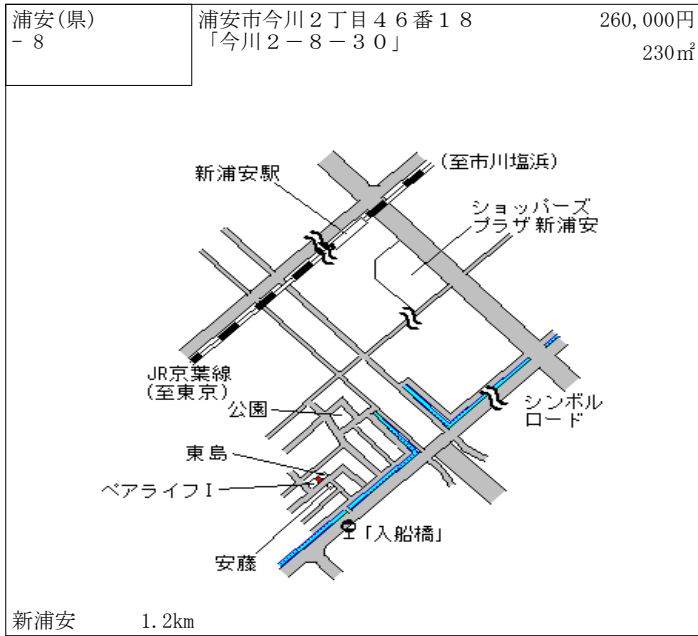 浦安(県)
- 8
浦安市今川２丁目４６番１８
「今川２－８－３０」
260,000円
230㎡
新浦安駅
(至市川塩浜)
ショッパーズ
プラザ新浦安
JR京葉線
(至東京)
公園
シンボル
ロード
東島
ペアライフⅠ
「入船橋」
安藤
新浦安 1.2km